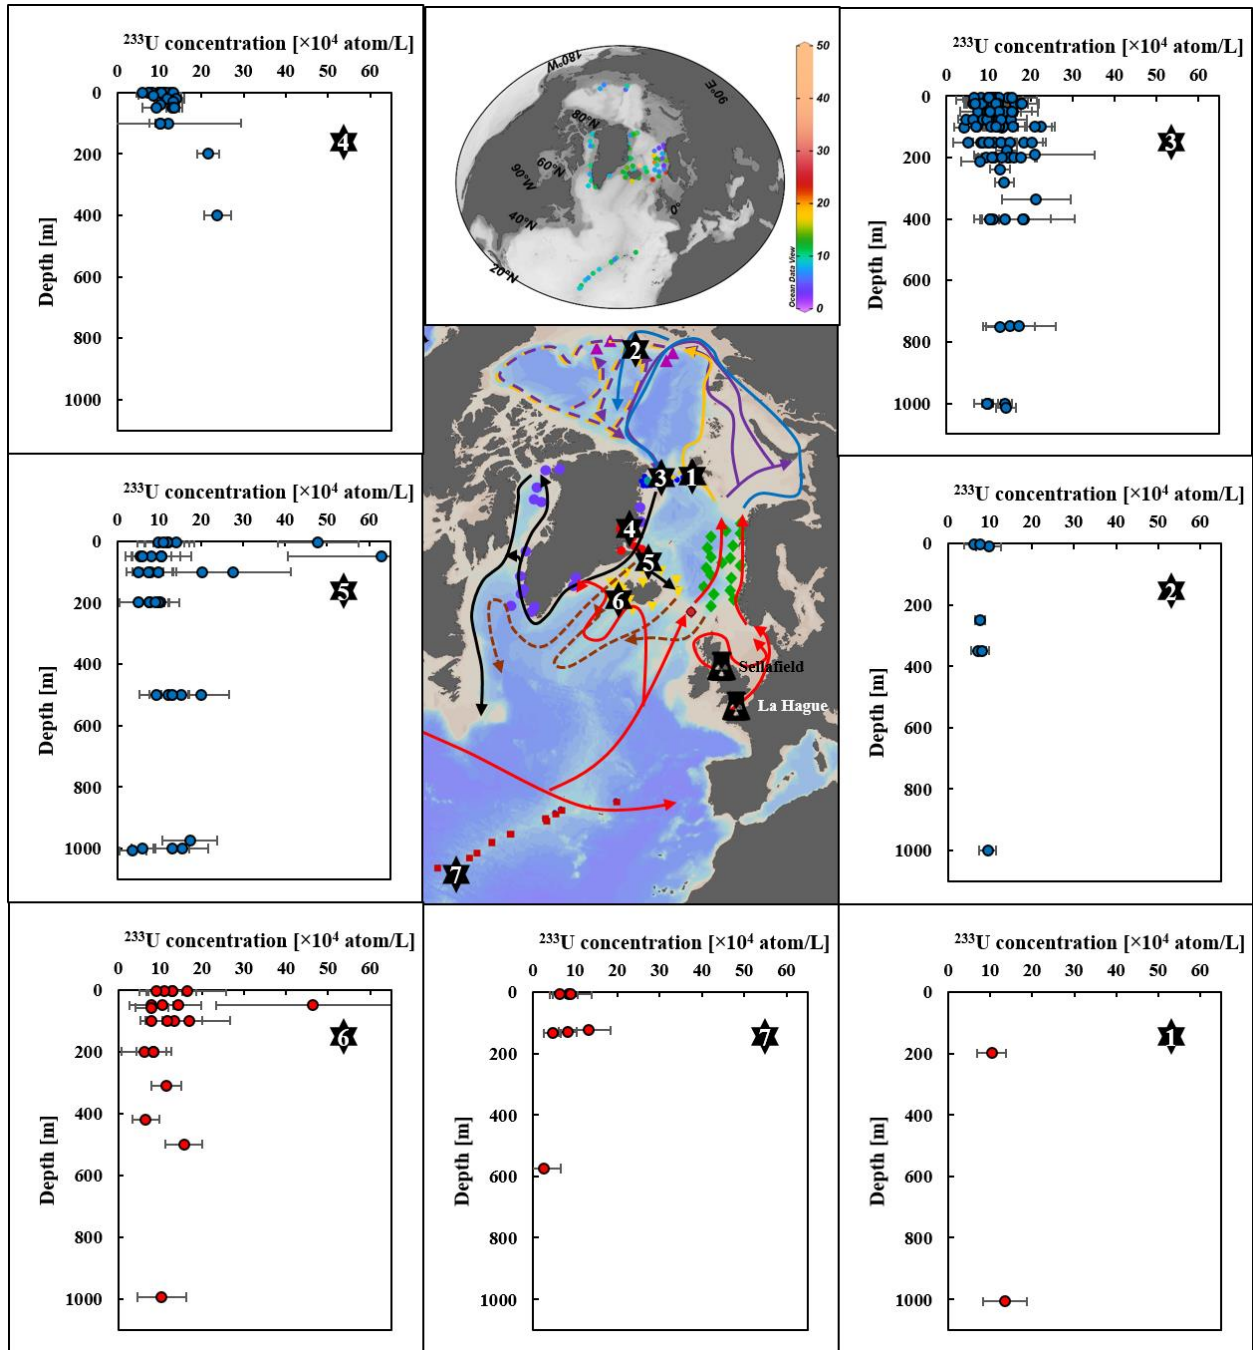 ²³³U concentration [×10⁴ atom/L]
0 10 20 30 40 50 60
0
200
400
600
800
1000
Depth [m]
4
180°W
90°E
80°N
60°N
90°W
40°N
20°N
0°
50
40
30
20
10
0
Ocean Data View
²³³U concentration [×10⁴ atom/L]
0 10 20 30 40 50 60
0
200
400
600
800
1000
Depth [m]
3
2
3
1
4
5
6
Sellafield
La Hague
7
²³³U concentration [×10⁴ atom/L]
0 10 20 30 40 50 60
0
200
400
600
800
1000
Depth [m]
5
²³³U concentration [×10⁴ atom/L]
0 10 20 30 40 50 60
0
200
400
600
800
1000
Depth [m]
2
²³³U concentration [×10⁴ atom/L]
0 10 20 30 40 50 60
0
200
400
600
800
1000
Depth [m]
6
²³³U concentration [×10⁴ atom/L]
0 10 20 30 40 50 60
0
200
400
600
800
1000
Depth [m]
7
²³³U concentration [×10⁴ atom/L]
0 10 20 30 40 50 60
0
200
400
600
800
1000
Depth [m]
1